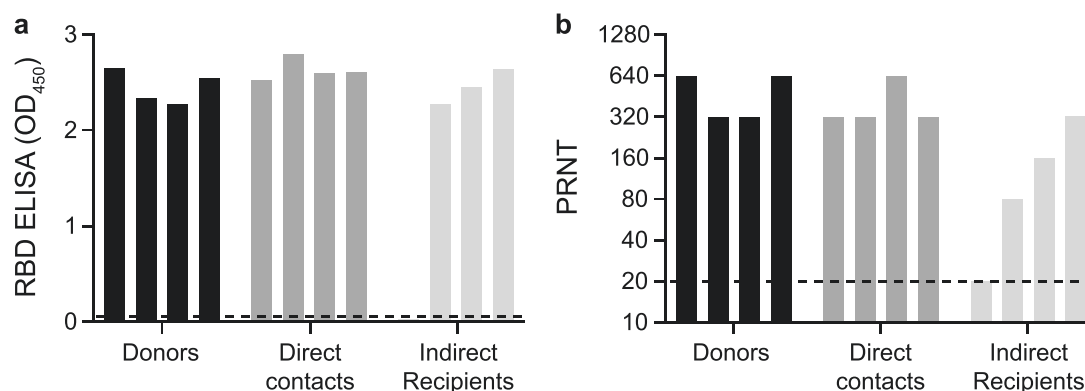 a
RBD ELISA (OD450)
3
2
1
0
Donors
Direct
contacts
Indirect
Recipients
b
PRNT
1280
640
320
160
80
40
20
10
Donors
Direct
contacts
Indirect
Recipients